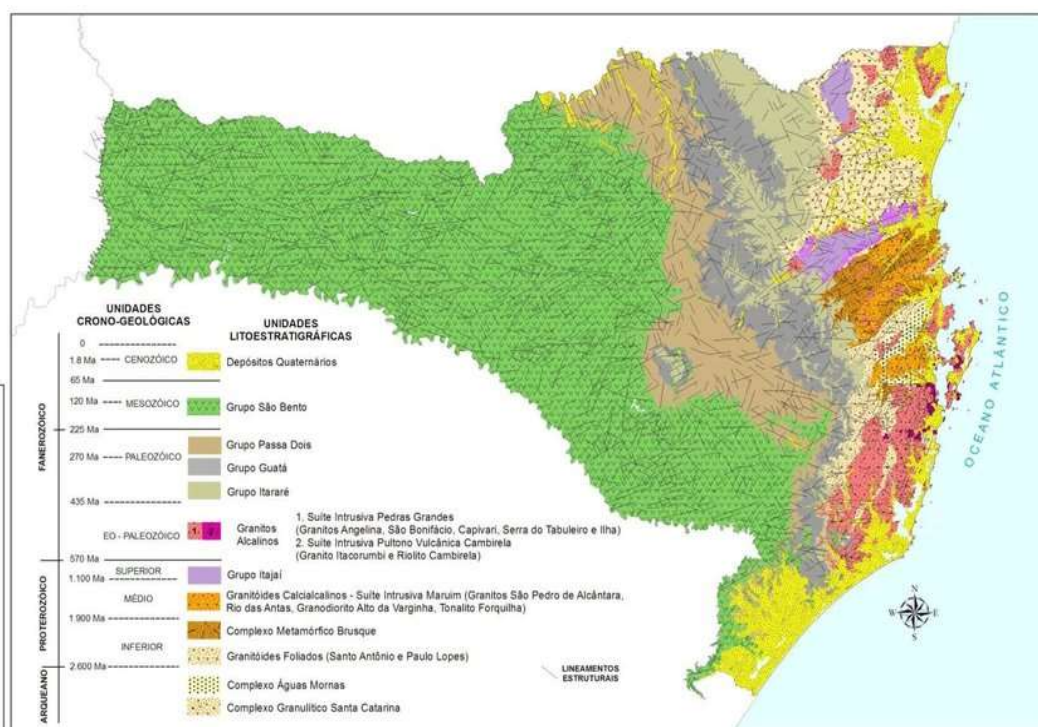 UNIDADES
CRONO-GEOLÓGICAS
UNIDADES
LITOESTRATIGRÁFICAS
0
1.8 Ma
CENOZÓICO
Depósitos Quaternários
65 Ma
120 Ma
MESOZÓICO
Grupo São Bento
225 Ma
FANEROZÓICO
Grupo Passa Dois
270 Ma
PALEOZÓICO
Grupo Guatá
Grupo Itararé
435 Ma
EO - PALEOZÓICO
1
2
Granitos
Alcalinos
1. Suíte Intrusiva Pedras Grandes
(Granitos Angelina, São Bonifácio, Capivari, Serra do Tabuleiro e Ilha)
2. Suíte Intrusiva Pultono Vulcânica Cambirela
(Granito Itacorumbi e Riolito Cambirela)
570 Ma
SUPERIOR
Grupo Itajaí
1.100 Ma
PROTEROZÓICO
MÉDIO
Granitóides Calcialcalinos - Suíte Intrusiva Maruim (Granitos São Pedro de Alcântara,
Rio das Antas, Granodiorito Alto da Varginha, Tonalito Forquilha)
1.900 Ma
Complexo Metamórfico Brusque
INFERIOR
Granitóides Foliados (Santo Antônio e Paulo Lopes)
2.600 Ma
ARQUEANO
Complexo Águas Mornas
Complexo Granulítico Santa Catarina
LINEAMENTOS
ESTRUTURAIS
OCEANO ATLÂNTICO
N
W
E
S